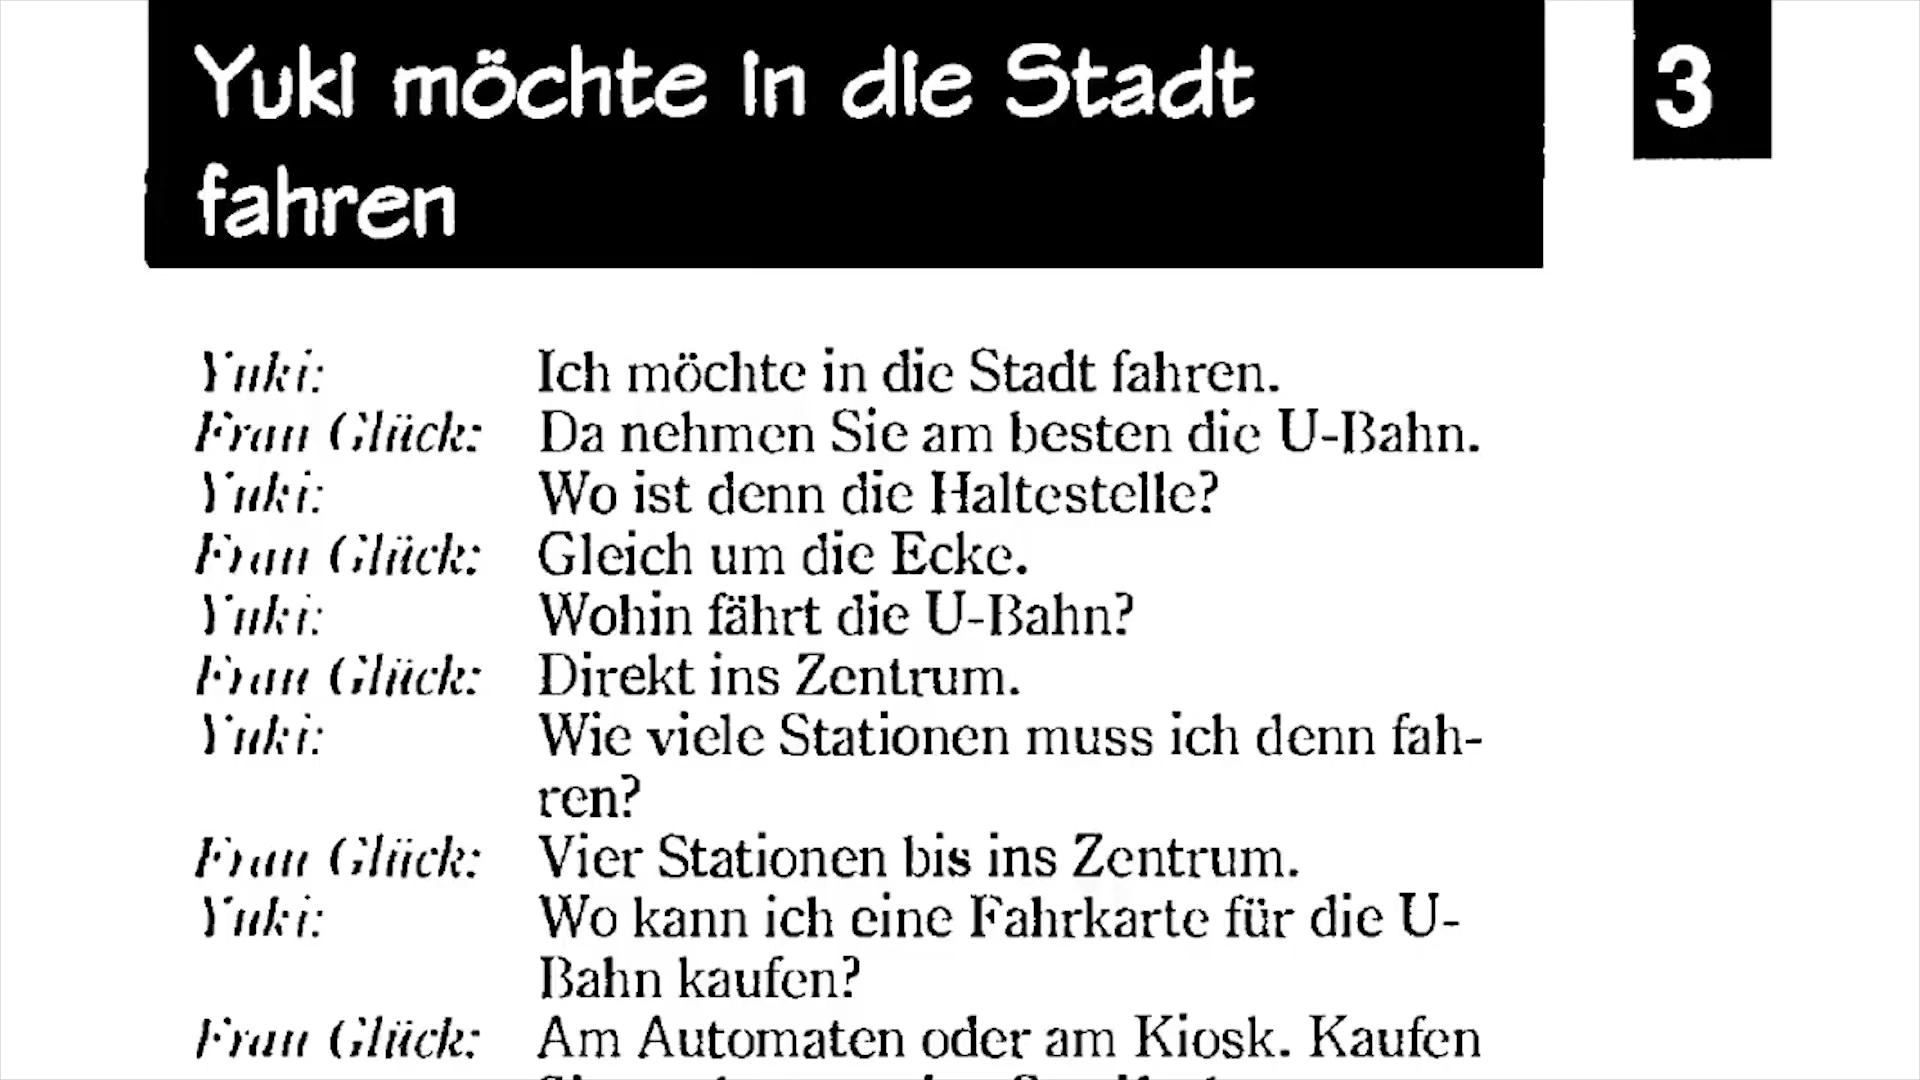 Yuki möchte in die Stadt
fahren
3
Yuki: Ich möchte in die Stadt fahren.
Frau Glück: Da nehmen Sie am besten die U-Bahn.
Yuki: Wo ist denn die Haltestelle?
Frau Glück: Gleich um die Ecke.
Yuki: Wohin fährt die U-Bahn?
Frau Glück: Direkt ins Zentrum.
Yuki: Wie viele Stationen muss ich denn fah-
ren?
Frau Glück: Vier Stationen bis ins Zentrum.
Yuki: Wo kann ich eine Fahrkarte für die U-
Bahn kaufen?
Frau Glück: Am Automaten oder am Kiosk. Kaufen